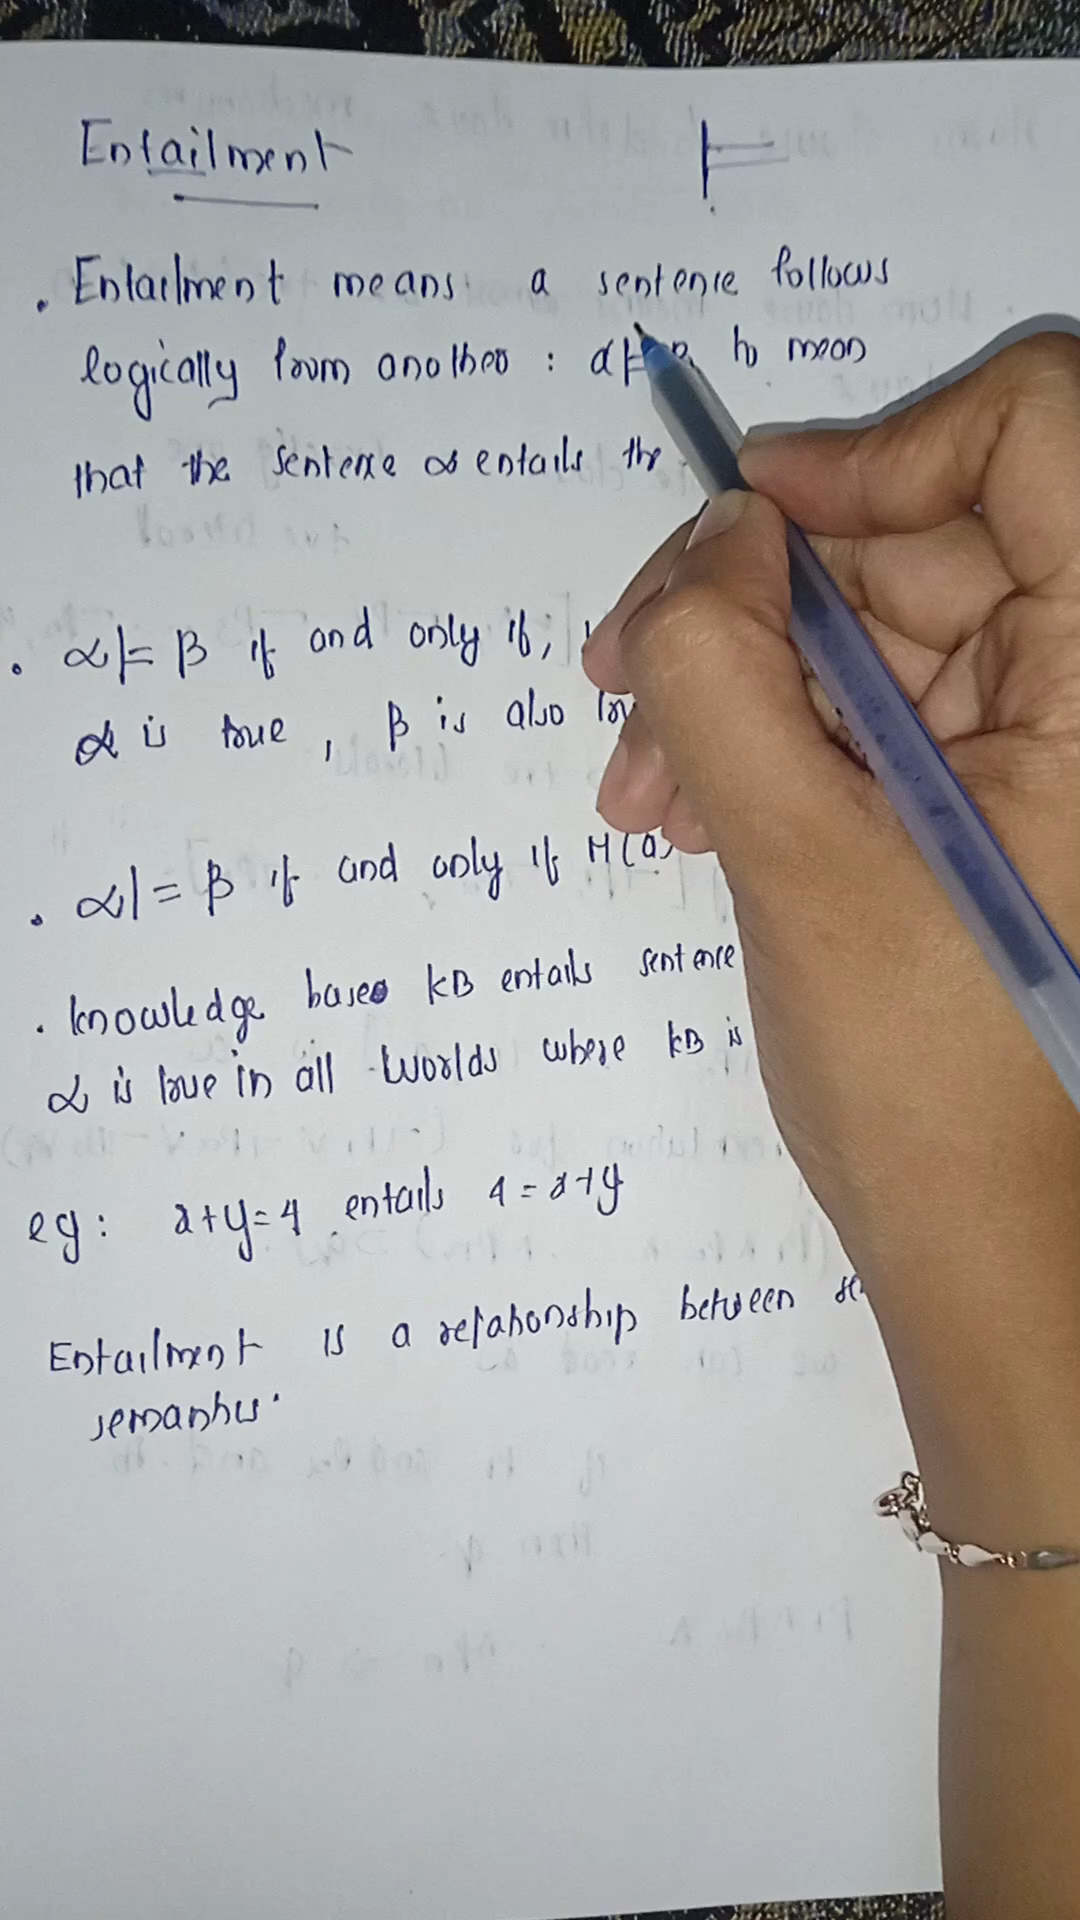 Entailment ⊨
. Entailment means a sentence follows
logically from another : α ⊨ to mean
that the sentence α entails the
. α ⊨ β if and only if,
α is true, β is also
. α |= β if and only if M(α)
. knowledge base KB entails sentence
α is true in all worlds where KB is
eg: x+y=4 entails 4=x+y
Entailment is a relationship between
semantics.